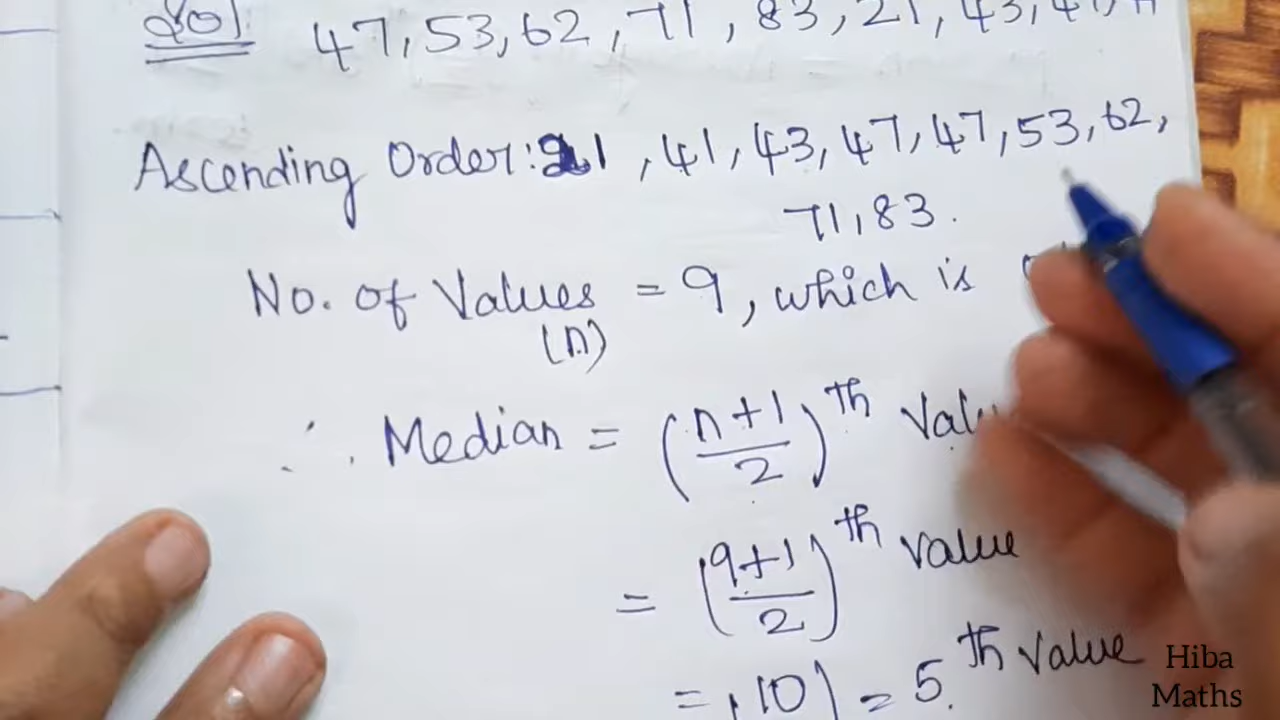 Sol:
47, 53, 62, 71, 83, 21, 43, 41,
Ascending Order: 21, 41, 43, 47, 47, 53, 62,
71, 83.
No. of Values = 9, which is
(n)
∴ Median = (n+1/2)th
= (9+1/2)th value
= (10) = 5th value
Hiba
Maths